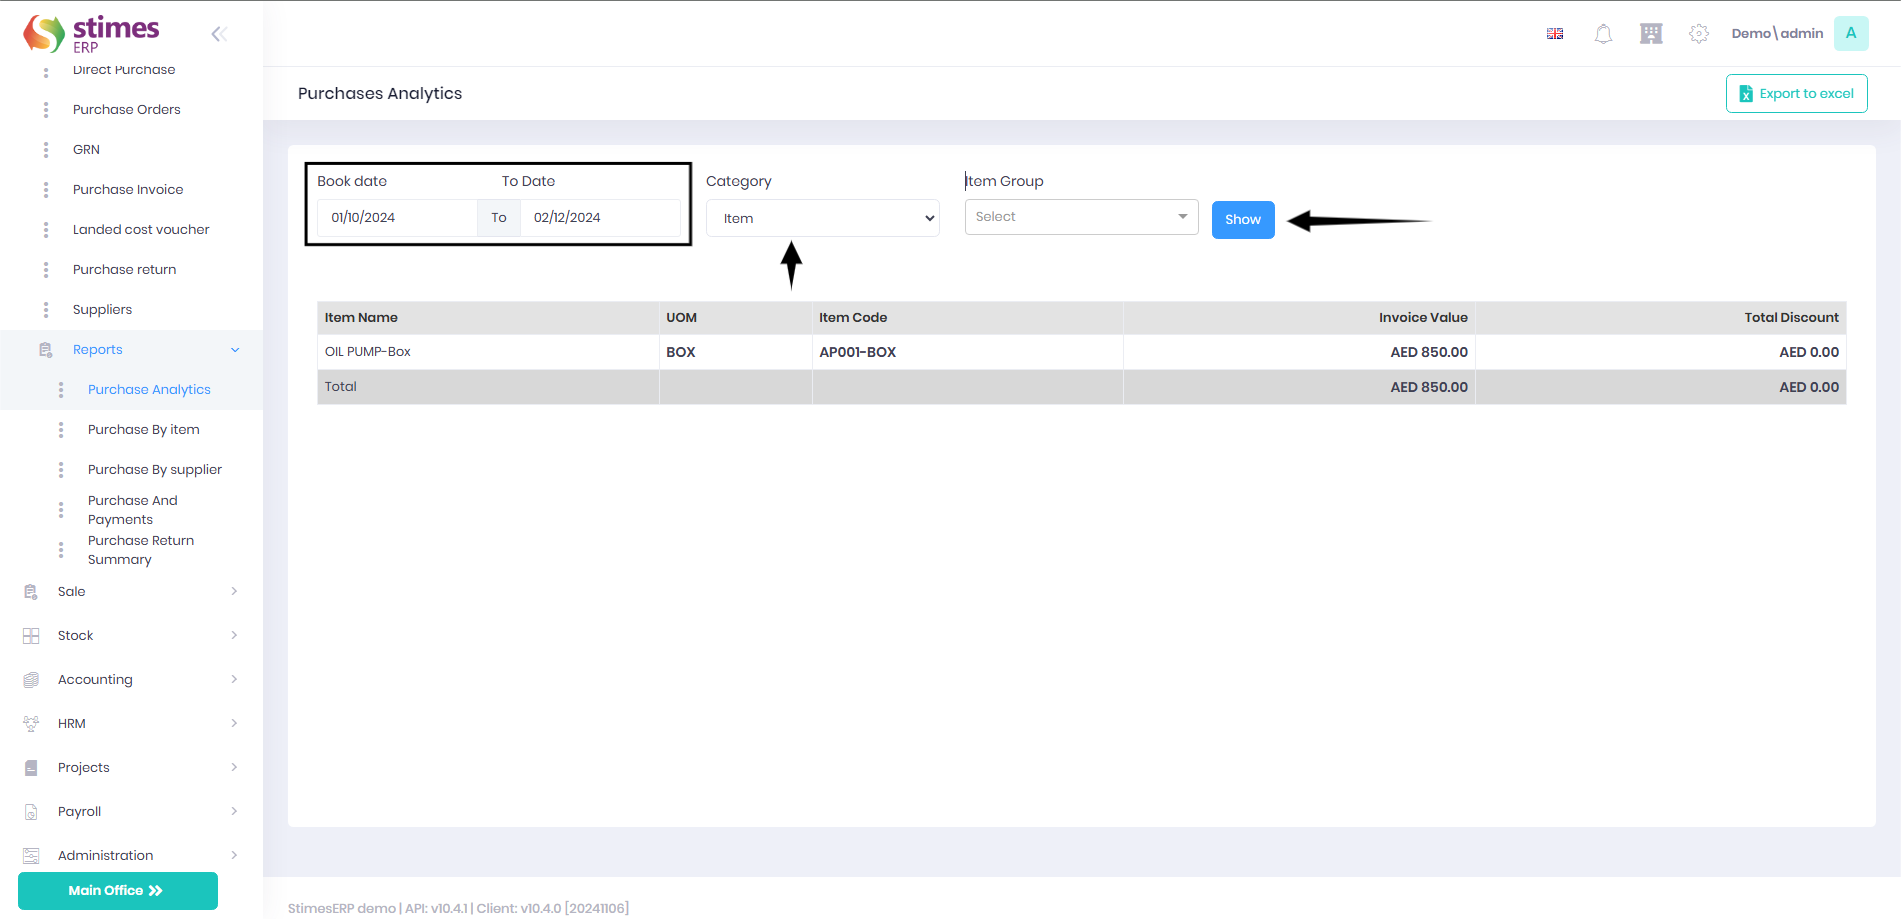 stimes
ERP
Demo\admin
A
Direct Purchase
Purchase Orders
GRN
Purchase Invoice
Landed cost voucher
Purchase return
Suppliers
Reports
Purchase Analytics
Purchase By item
Purchase By supplier
Purchase And
Payments
Purchase Return
Summary
Sale
Stock
Accounting
HRM
Projects
Payroll
Administration
Main Office
Purchases Analytics
Export to excel
Book date To Date Category Item Group
01/10/2024 To 02/12/2024 Item Select Show
Item Name UOM Item Code Invoice Value Total Discount
OIL PUMP-Box BOX AP001-BOX AED 850.00 AED 0.00
Total AED 850.00 AED 0.00
StimesERP demo | API: v10.4.1 | Client: v10.4.0 [20241106]